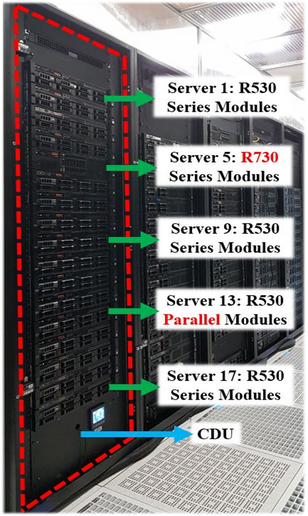 Server 1: R530
Series Modules
Server 5: R730
Series Modules
Server 9: R530
Series Modules
Server 13: R530
Parallel Modules
Server 17: R530
Series Modules
CDU